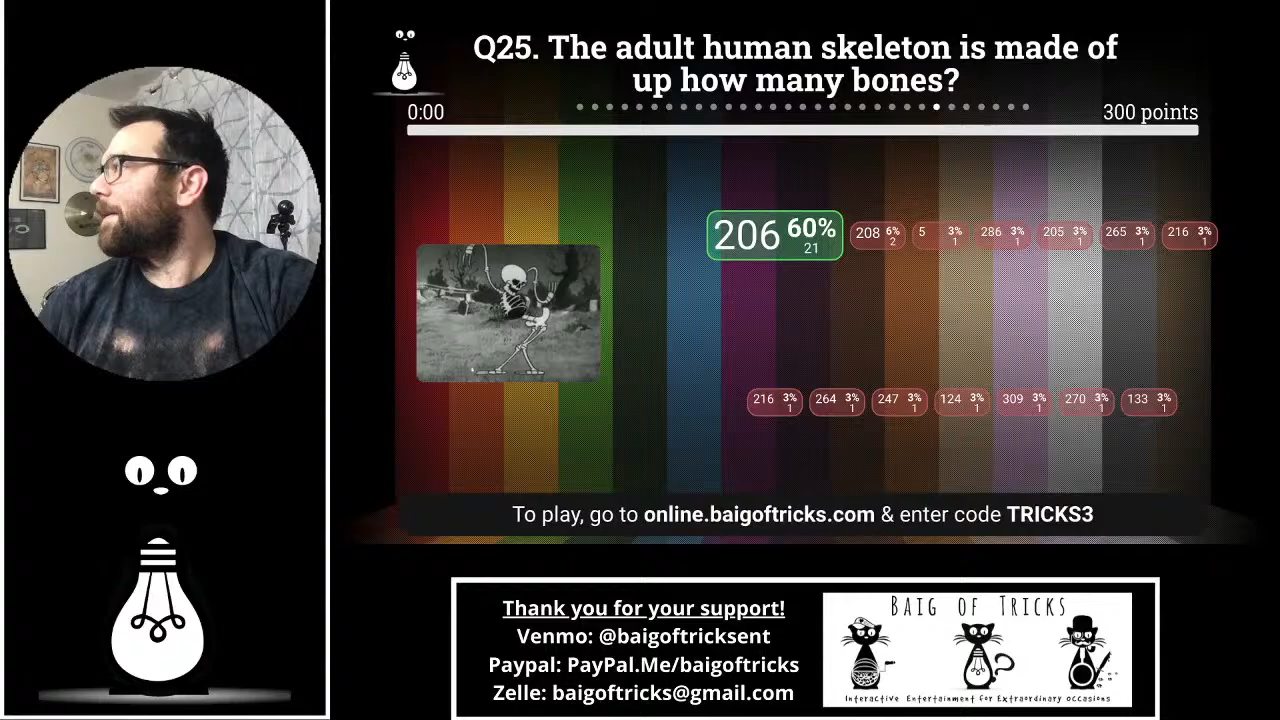 Q25. The adult human skeleton is made of
up how many bones?
0:00
300 points
206 60% 21
208 6% 2
5 3% 1
286 3% 1
205 3% 1
265 3% 1
216 3% 1
216 3% 1
264 3% 1
247 3% 1
124 3% 1
309 3% 1
270 3% 1
133 3% 1
To play, go to online.baigoftricks.com & enter code TRICKS3
Thank you for your support!
Venmo: @baigoftricksent
Paypal: PayPal.Me/baigoftricks
Zelle: baigoftricks@gmail.com
BAIG OF TRICKS
Interactive Entertainment for Extraordinary occasions